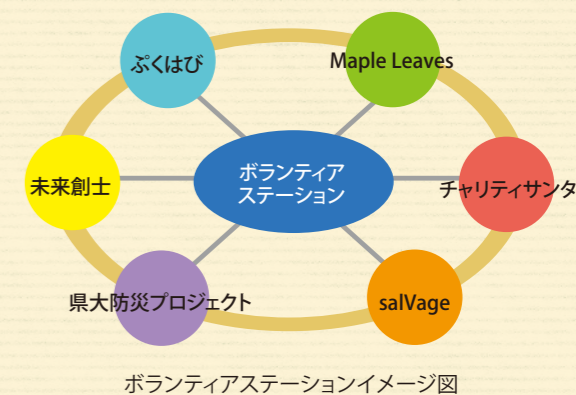 ぷくはび
Maple Leaves
未来創士
ボランティア
ステーション
チャリティサンタ
県大防災プロジェクト
salVage
ボランティアステーションイメージ図